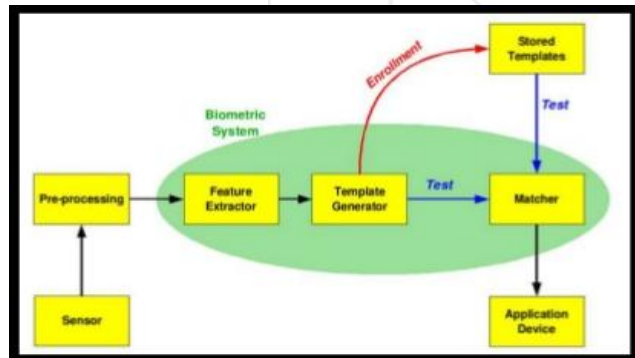 Stored
Templates
Enrollment
Test
Biometric
System
Pre-processing
Feature
Extractor
Template
Generator
Test
Matcher
Sensor
Application
Device